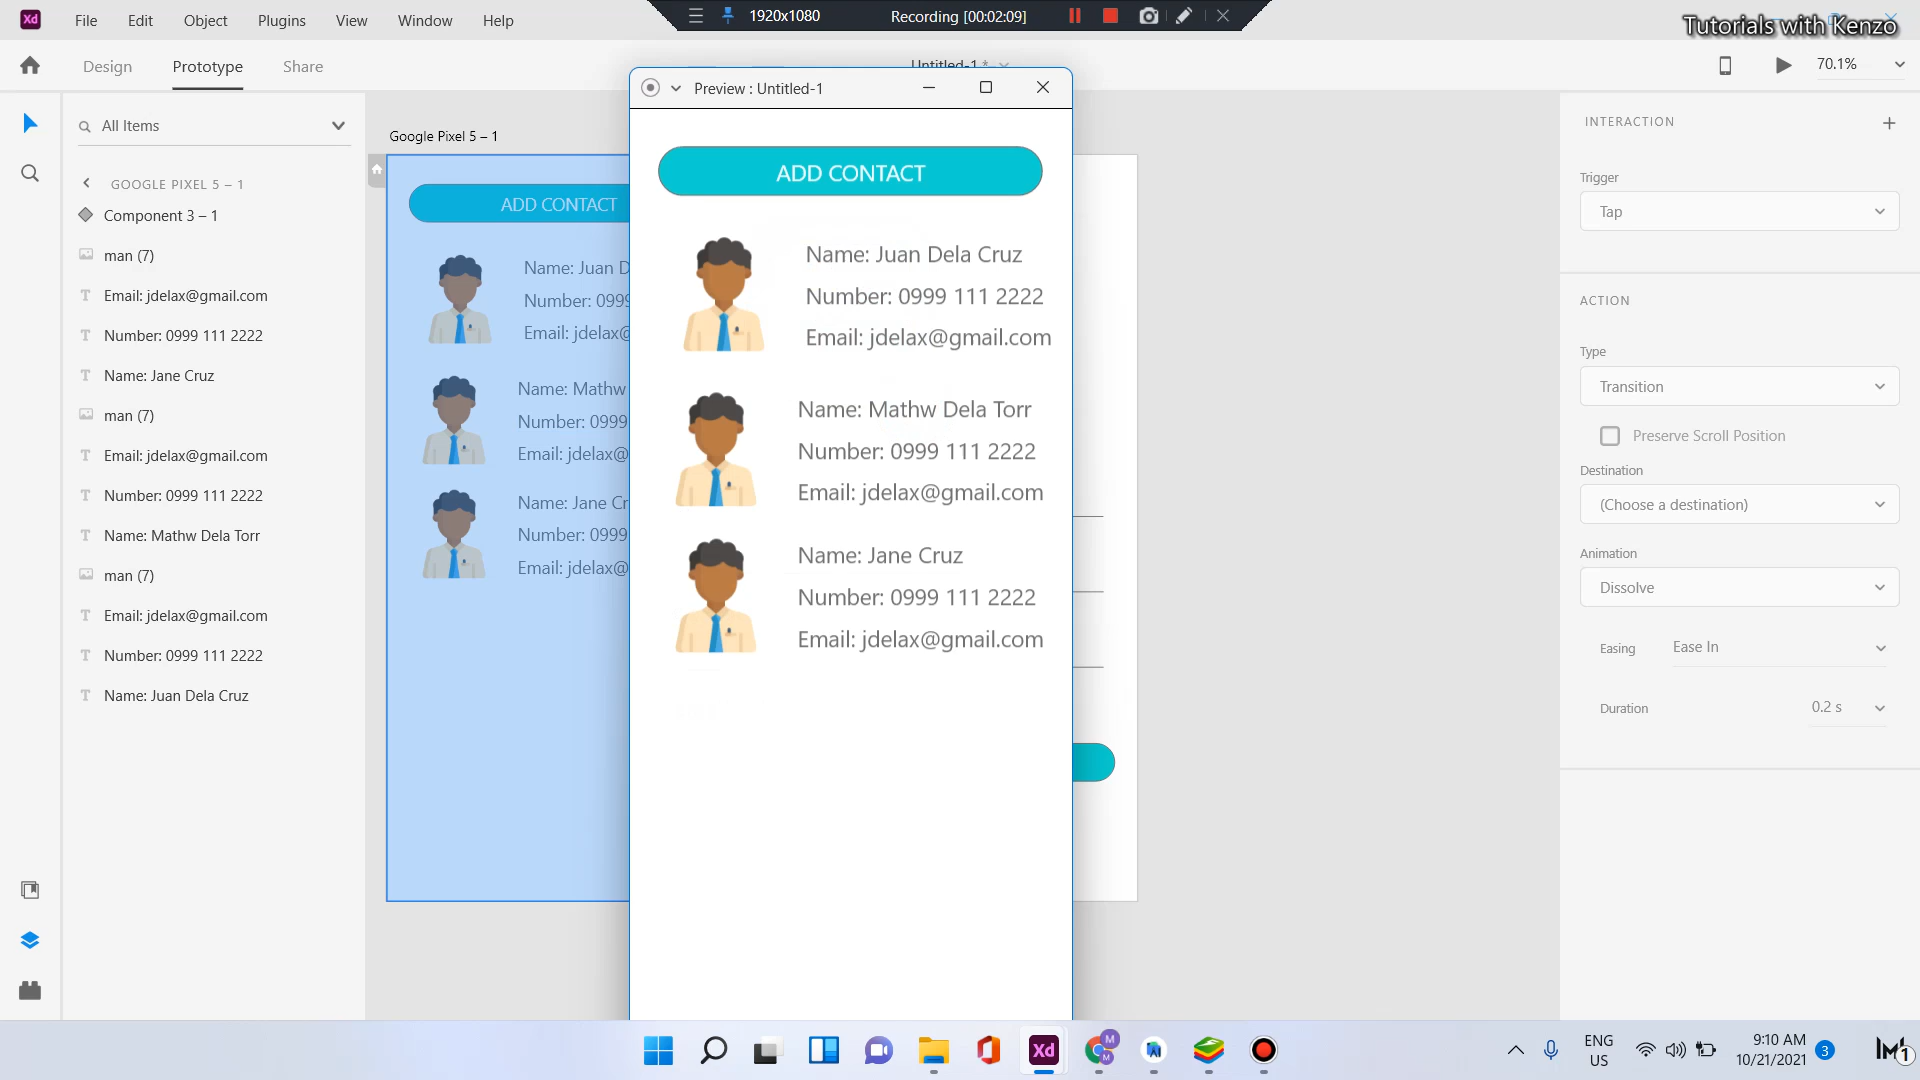 Xd File Edit Object Plugins View Window Help
1920x1080 Recording [00:02:09]
Tutorials with Kenzo
Design Prototype Share
Untitled-1 *
70.1%
All Items
GOOGLE PIXEL 5 – 1
Component 3 – 1
man (7)
Email: jdelax@gmail.com
Number: 0999 111 2222
Name: Jane Cruz
man (7)
Email: jdelax@gmail.com
Number: 0999 111 2222
Name: Mathw Dela Torr
man (7)
Email: jdelax@gmail.com
Number: 0999 111 2222
Name: Juan Dela Cruz
Google Pixel 5 – 1
ADD CONTACT
Name: Juan D
Number: 0999
Email: jdelax@
Name: Mathw
Number: 0999
Email: jdelax@
Name: Jane Cr
Number: 0999
Email: jdelax@
Preview : Untitled-1
ADD CONTACT
Name: Juan Dela Cruz
Number: 0999 111 2222
Email: jdelax@gmail.com
Name: Mathw Dela Torr
Number: 0999 111 2222
Email: jdelax@gmail.com
Name: Jane Cruz
Number: 0999 111 2222
Email: jdelax@gmail.com
INTERACTION
Trigger
Tap
ACTION
Type
Transition
Preserve Scroll Position
Destination
(Choose a destination)
Animation
Dissolve
Easing Ease In
Duration 0.2 s
Xd
M
M
ENG
US
9:10 AM
10/21/2021
3
1